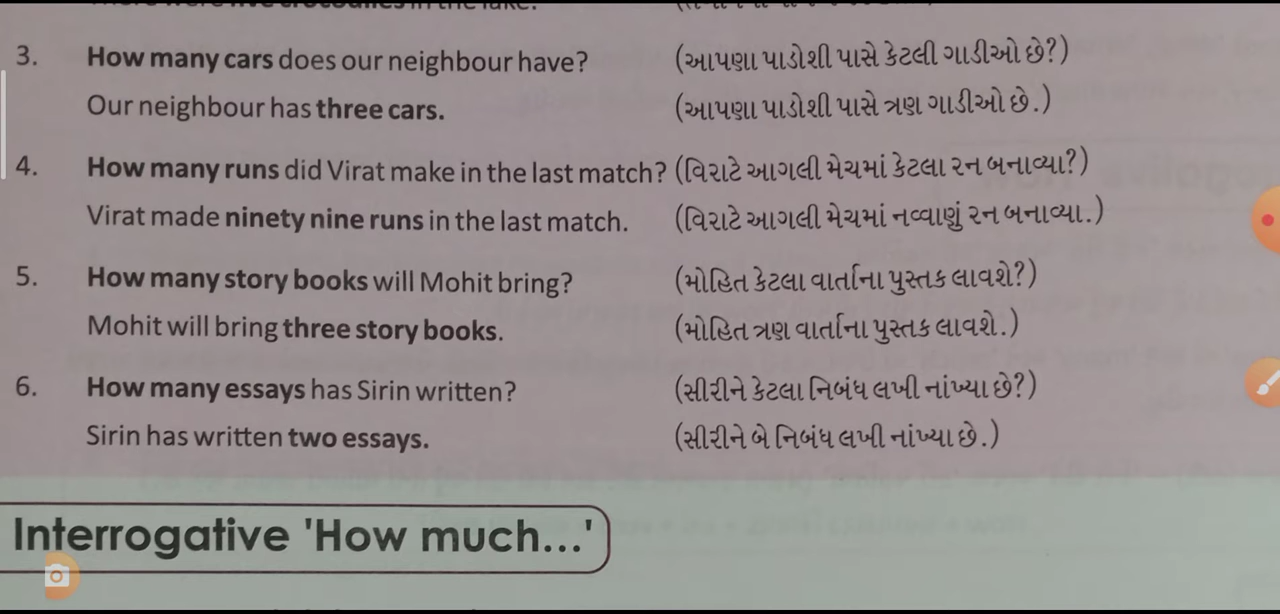 3. How many cars does our neighbour have? (આપણા પાડોશી પાસે કેટલી ગાડીઓ છે?)
Our neighbour has three cars. (આપણા પાડોશી પાસે ત્રણ ગાડીઓ છે.)
4. How many runs did Virat make in the last match? (વિરાટે આગલી મેચમાં કેટલા રન બનાવ્યા?)
Virat made ninety nine runs in the last match. (વિરાટે આગલી મેચમાં નવ્વાણું રન બનાવ્યા.)
5. How many story books will Mohit bring? (મોહિત કેટલા વાર્તાના પુસ્તક લાવશે?)
Mohit will bring three story books. (મોહિત ત્રણ વાર્તાના પુસ્તક લાવશે.)
6. How many essays has Sirin written? (સીરીને કેટલા નિબંધ લખી નાંખ્યા છે?)
Sirin has written two essays. (સીરીને બે નિબંધ લખી નાંખ્યા છે.)
Interrogative 'How much...'